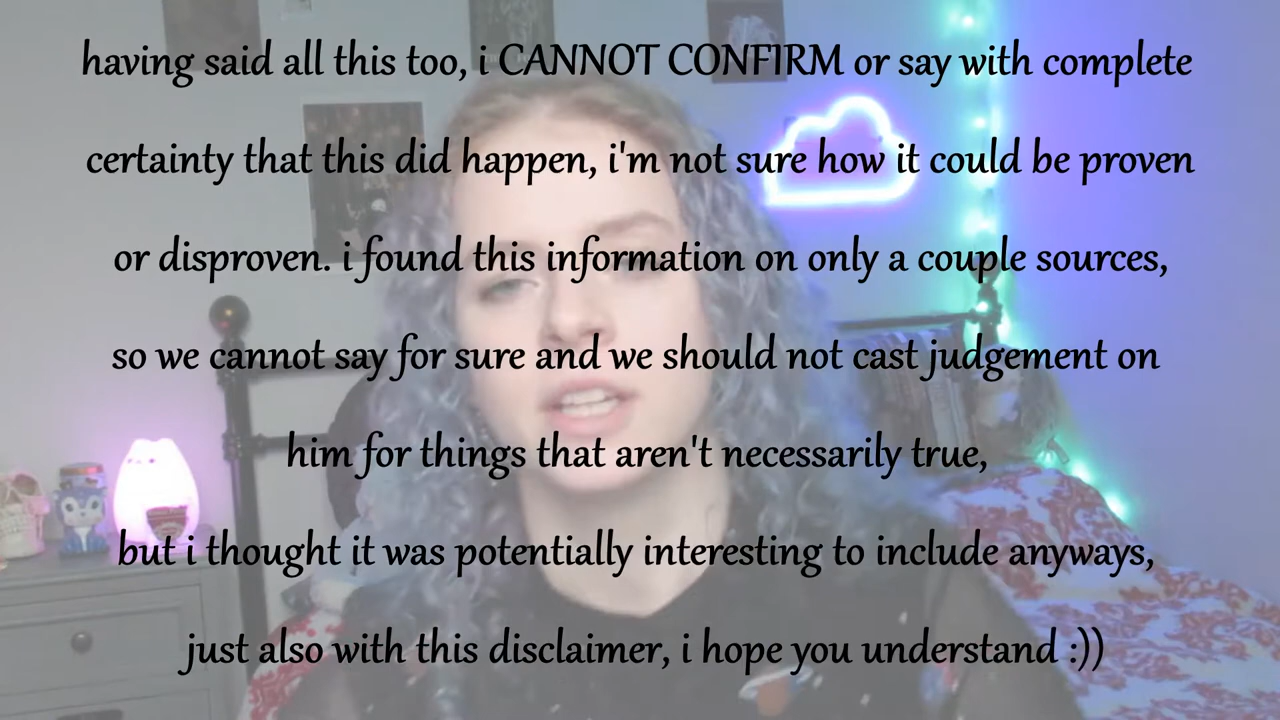 having said all this too, i CANNOT CONFIRM or say with complete
certainty that this did happen, i'm not sure how it could be proven
or disproven. i found this information on only a couple sources,
so we cannot say for sure and we should not cast judgement on
him for things that aren't necessarily true,
but i thought it was potentially interesting to include anyways,
just also with this disclaimer, i hope you understand :))